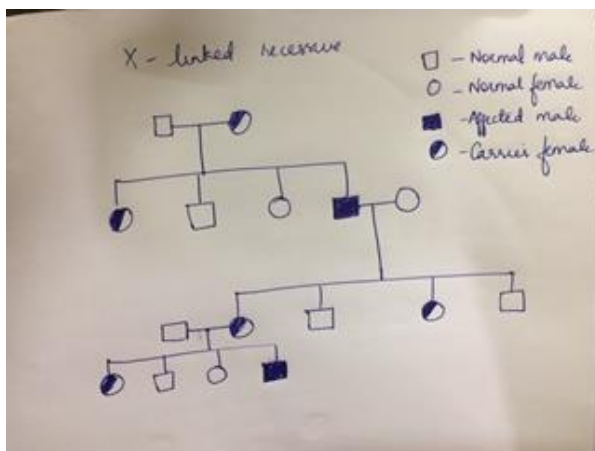 X - linked recessive
- Normal male
- Normal female
- Affected male
- Carrier female